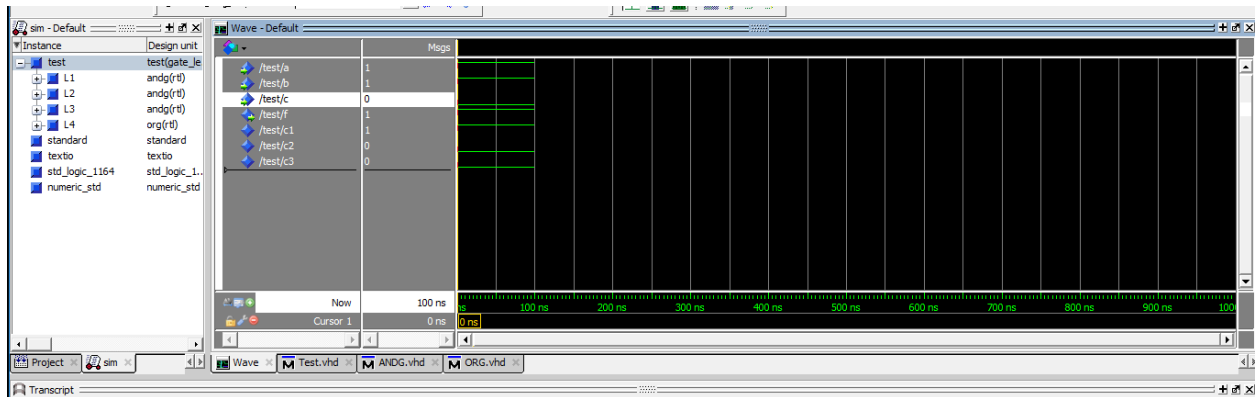 sim - Default
Instance Design unit
test test(gate_le
L1 andg(rtl)
L2 andg(rtl)
L3 andg(rtl)
L4 org(rtl)
standard standard
textio textio
std_logic_1164 std_logic_1..
numeric_std numeric_std
Project sim
Wave - Default
Msgs
/test/a 1
/test/b 1
/test/c 0
/test/f 1
/test/c1 1
/test/c2 0
/test/c3 0
Now 100 ns
ns 100 ns 200 ns 300 ns 400 ns 500 ns 600 ns 700 ns 800 ns 900 ns 100
Cursor 1 0 ns 0 ns
Wave Test.vhd ANDG.vhd ORG.vhd
Transcript